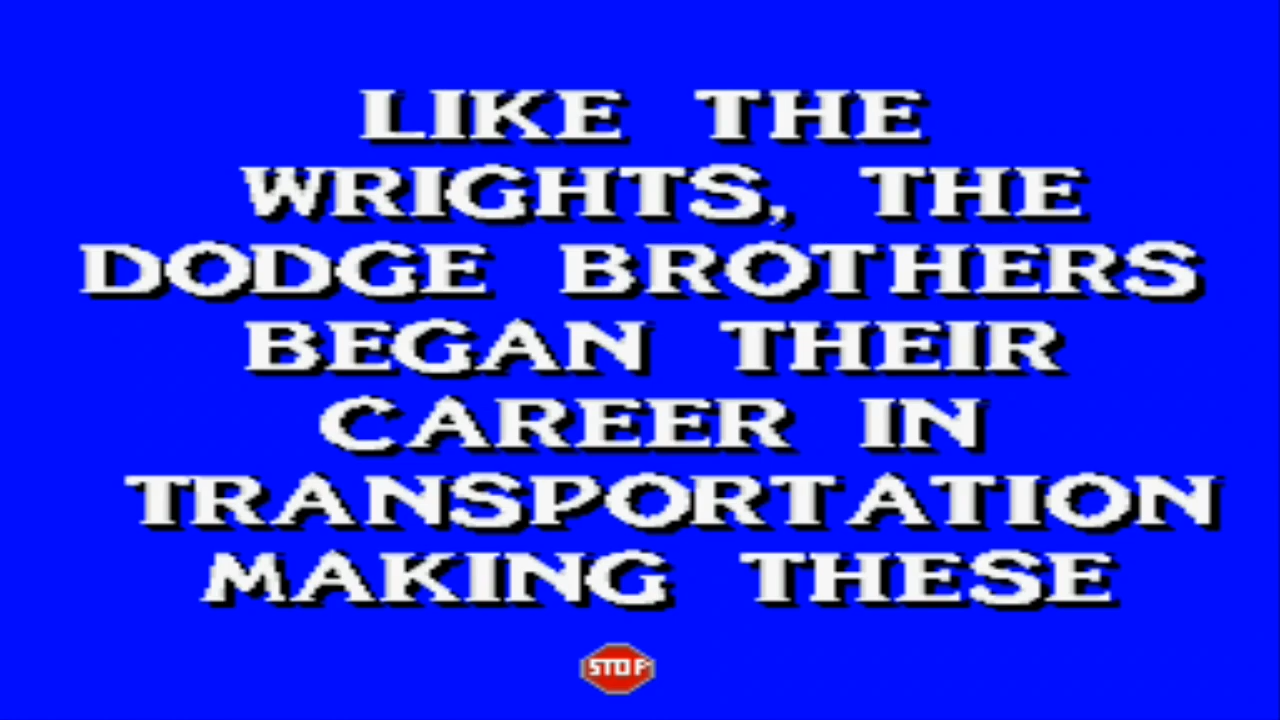 LIKE THE
WRIGHTS, THE
DODGE BROTHERS
BEGAN THEIR
CAREER IN
TRANSPORTATION
MAKING THESE
STOP